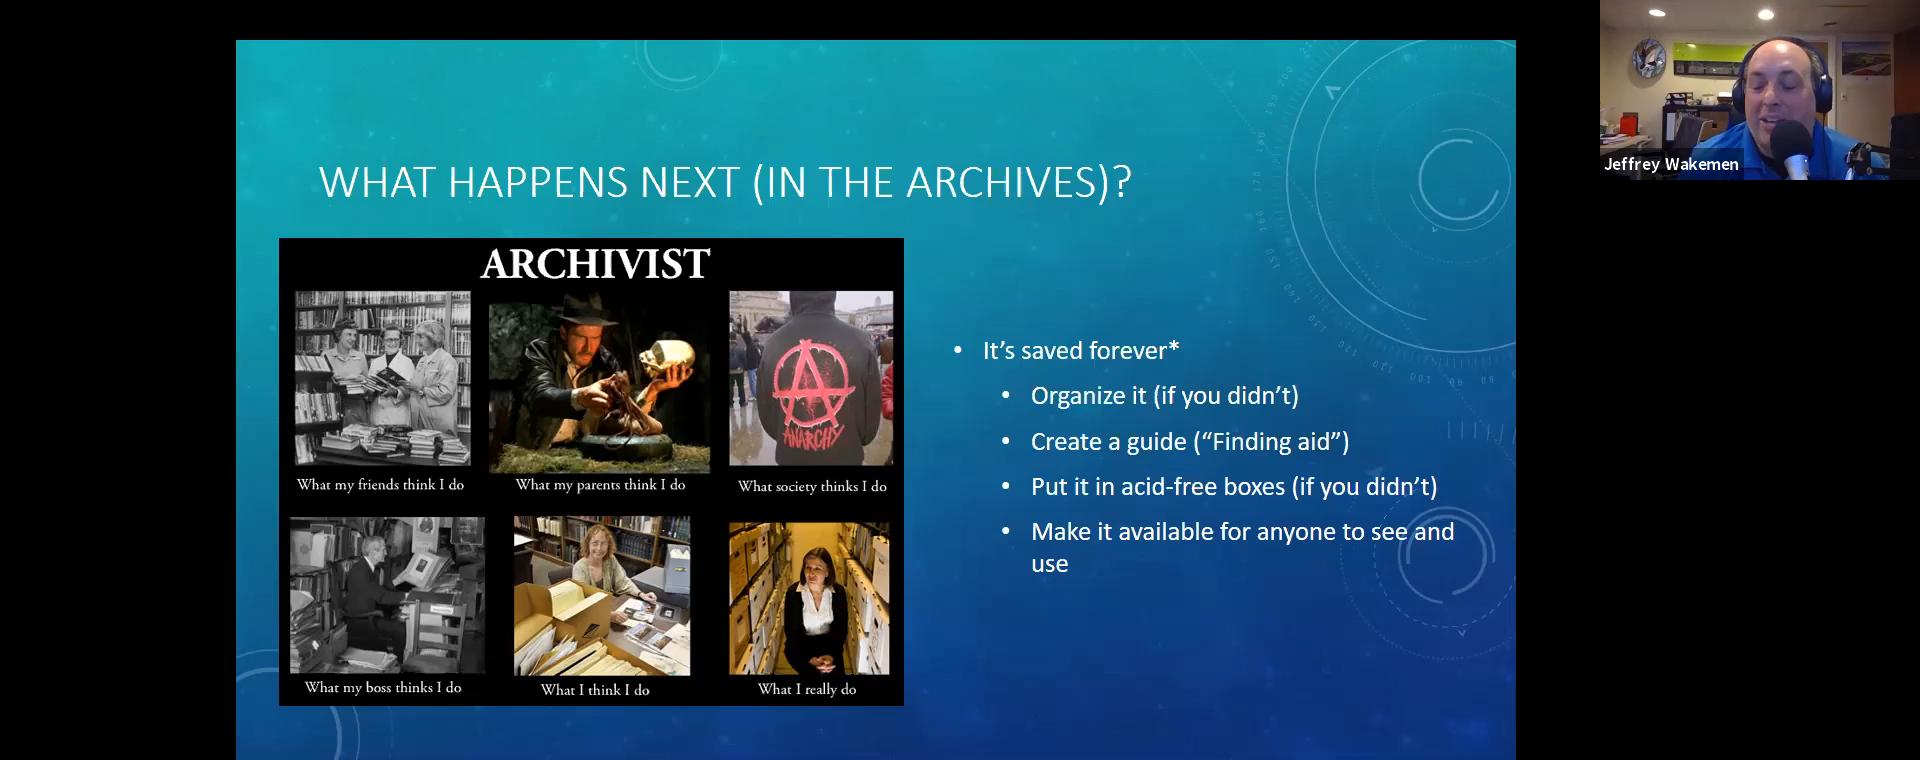 WHAT HAPPENS NEXT (IN THE ARCHIVES)?
ARCHIVIST
ANARCHY
What my friends think I do
What my parents think I do
What society thinks I do
What my boss thinks I do
What I think I do
What I really do
• It’s saved forever*
• Organize it (if you didn’t)
• Create a guide (“Finding aid”)
• Put it in acid-free boxes (if you didn’t)
• Make it available for anyone to see and
use
Jeffrey Wakemen